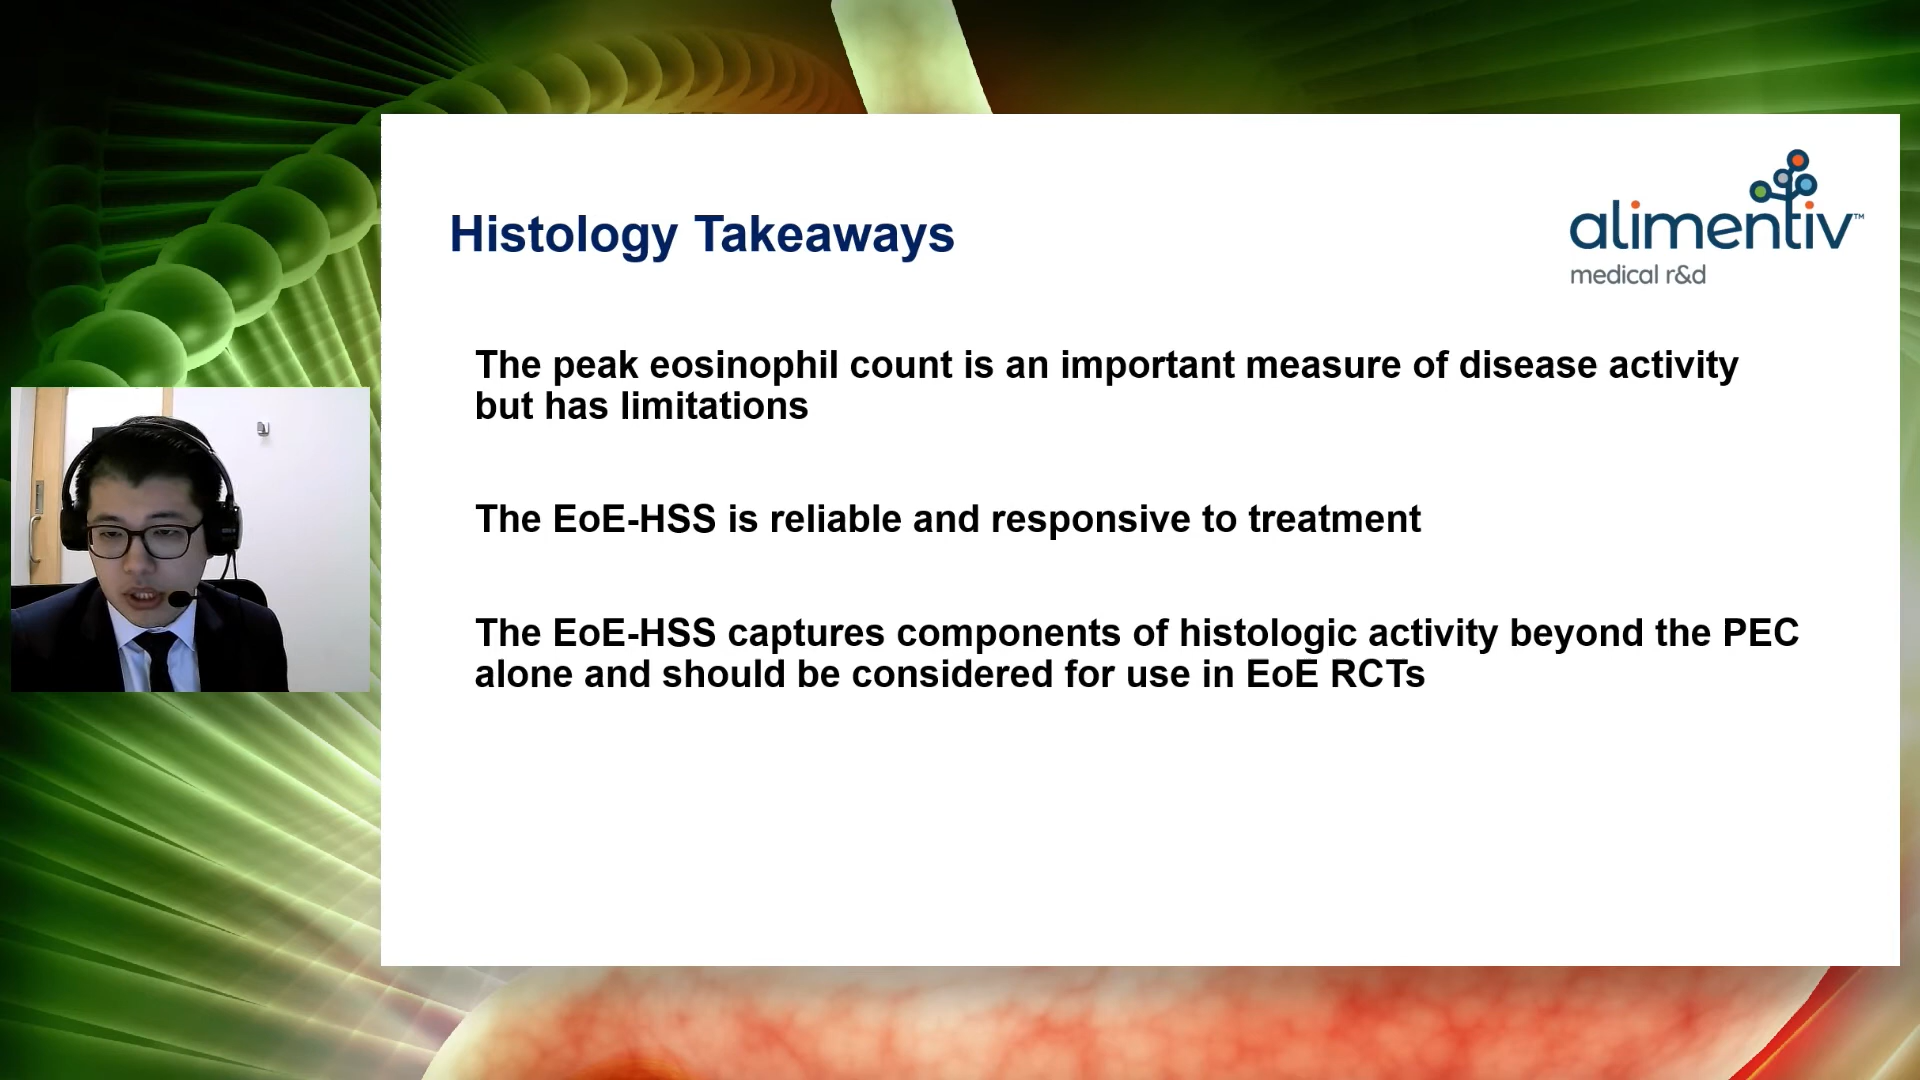 Histology Takeaways
alimentiv™
medical r&d
The peak eosinophil count is an important measure of disease activity
but has limitations
The EoE-HSS is reliable and responsive to treatment
The EoE-HSS captures components of histologic activity beyond the PEC
alone and should be considered for use in EoE RCTs